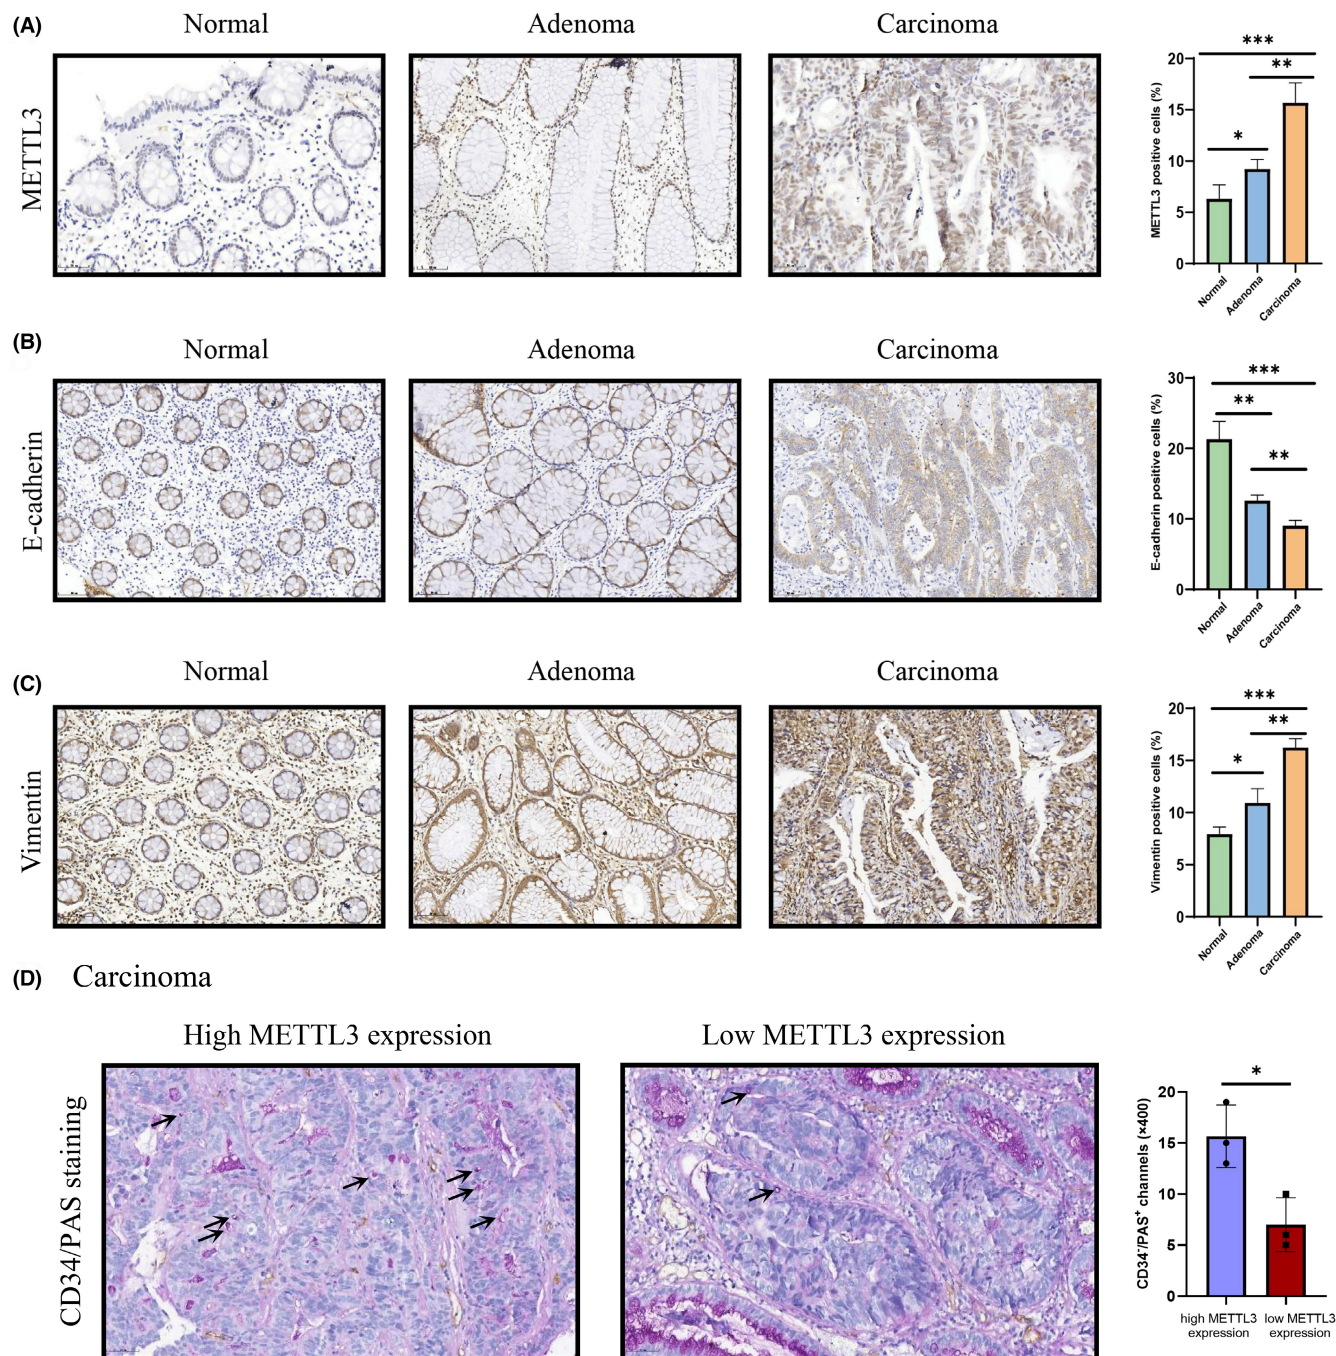 (A)
Normal
Adenoma
Carcinoma
METTL3
METTL3 positive cells (%)
20
15
10
5
0
***
**
*
Normal
Adenoma
Carcinoma
(B)
Normal
Adenoma
Carcinoma
E-cadherin
E-cadherin positive cells (%)
30
20
10
0
***
**
**
Normal
Adenoma
Carcinoma
(C)
Normal
Adenoma
Carcinoma
Vimentin
Vimentin positive cells (%)
20
15
10
5
0
***
**
*
Normal
Adenoma
Carcinoma
(D)
Carcinoma
High METTL3 expression
Low METTL3 expression
CD34/PAS staining
CD34-/PAS+ channels (×400)
20
15
10
5
0
*
high METTL3
expression
low METTL3
expression